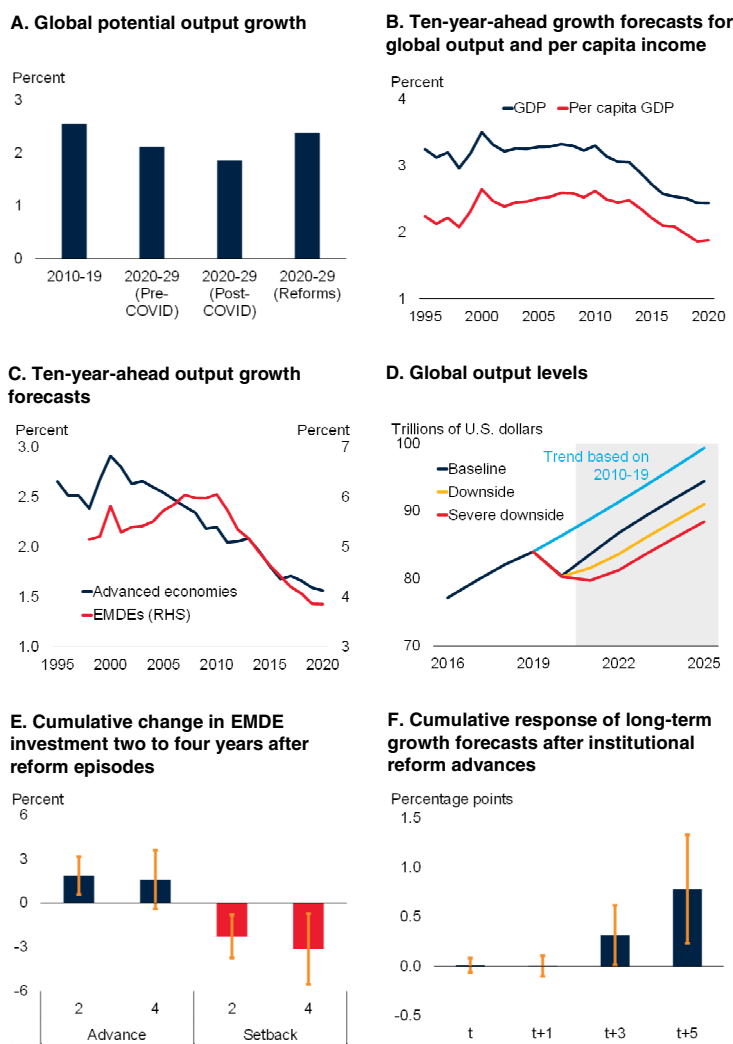 A. Global potential output growth
Percent
3
2
1
0
2010-19
2020-29
(Pre-
COVID)
2020-29
(Post-
COVID)
2020-29
(Reforms)
B. Ten-year-ahead growth forecasts for
global output and per capita income
Percent
4
3
2
1
GDP
Per capita GDP
1995 2000 2005 2010 2015 2020
C. Ten-year-ahead output growth
forecasts
Percent
Percent
3.0
2.5
2.0
1.5
1.0
7
6
5
4
3
Advanced economies
EMDEs (RHS)
1995 2000 2005 2010 2015 2020
D. Global output levels
Trillions of U.S. dollars
100
90
80
70
Trend based on
2010-19
Baseline
Downside
Severe downside
2016 2019 2022 2025
E. Cumulative change in EMDE
investment two to four years after
reform episodes
Percent
6
3
0
-3
-6
2 4 2 4
Advance Setback
F. Cumulative response of long-term
growth forecasts after institutional
reform advances
Percentage points
1.5
1.0
0.5
0.0
-0.5
t t+1 t+3 t+5